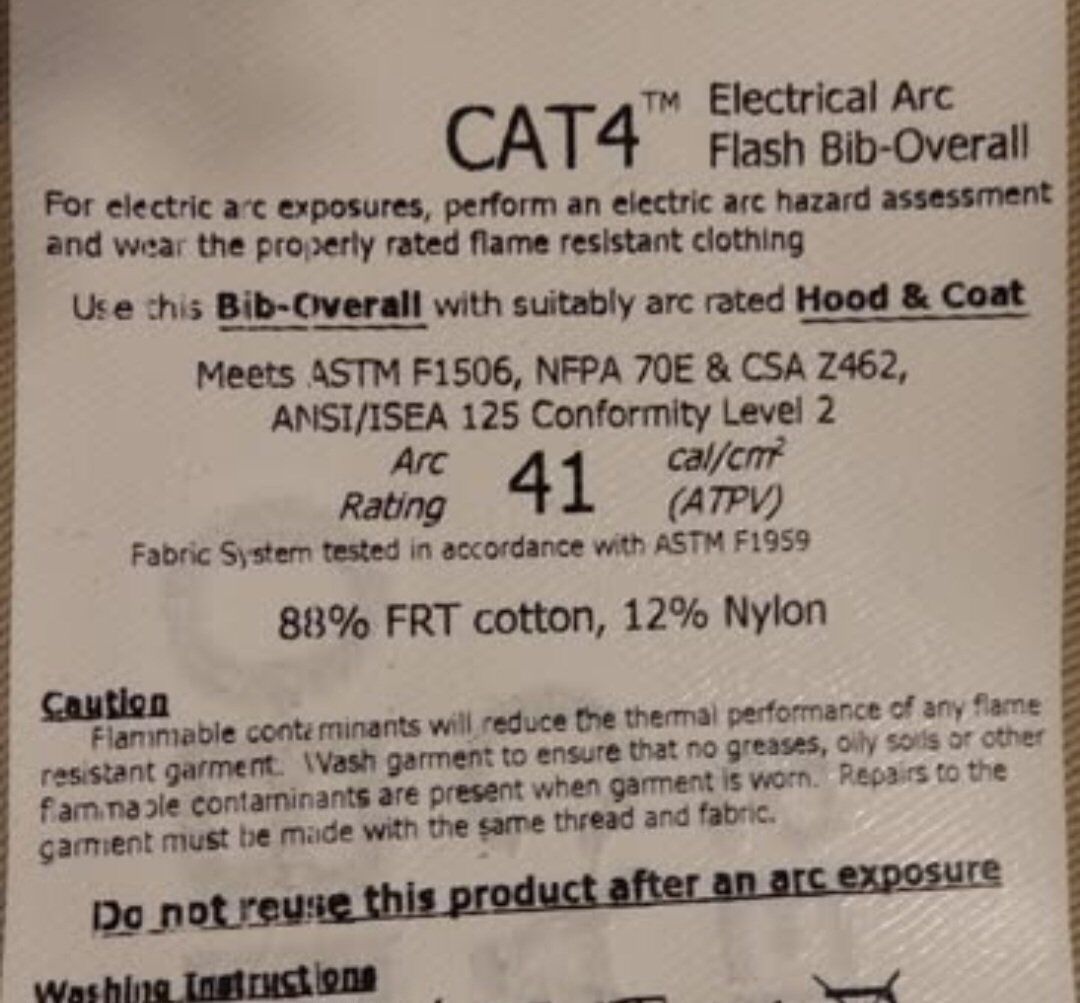 CAT4™ Electrical Arc
Flash Bib-Overall
For electric arc exposures, perform an electric arc hazard assessment
and wear the properly rated flame resistant clothing
Use this Bib-Overall with suitably arc rated Hood & Coat
Meets ASTM F1506, NFPA 70E & CSA Z462,
ANSI/ISEA 125 Conformity Level 2
Arc Rating 41 cal/cm² (ATPV)
Fabric System tested in accordance with ASTM F1959
88% FRT cotton, 12% Nylon
Caution
Flammable contaminants will reduce the thermal performance of any flame
resistant garment. Wash garment to ensure that no greases, oily soils or other
flammable contaminants are present when garment is worn. Repairs to the
garment must be made with the same thread and fabric.
Do not reuse this product after an arc exposure
Washing Instructions